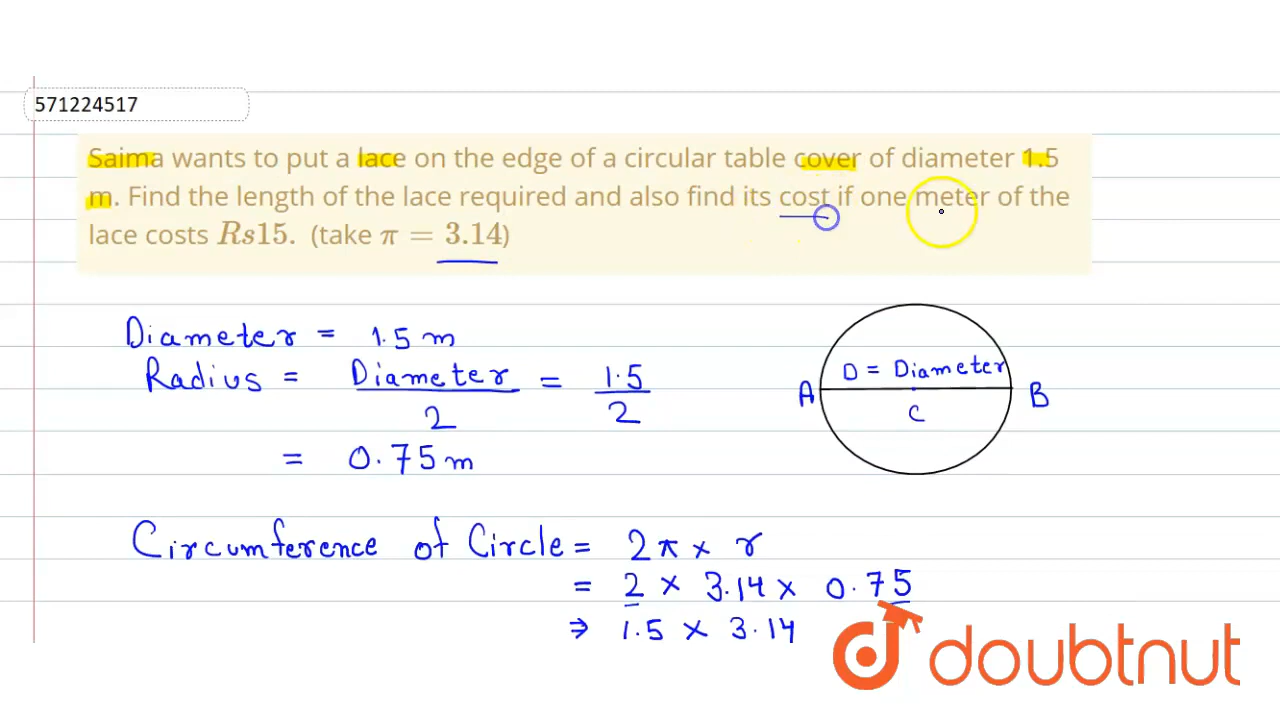 571224517
Saima wants to put a lace on the edge of a circular table cover of diameter 1.5
m. Find the length of the lace required and also find its cost if one meter of the
lace costs Rs15. (take π = 3.14)
Diameter = 1.5 m
Radius = Diameter/2 = 1.5/2
= 0.75 m
D = Diameter
A B
C
Circumference of Circle = 2π × r
= 2 × 3.14 × 0.75
⇒ 1.5 × 3.14
doubtnut